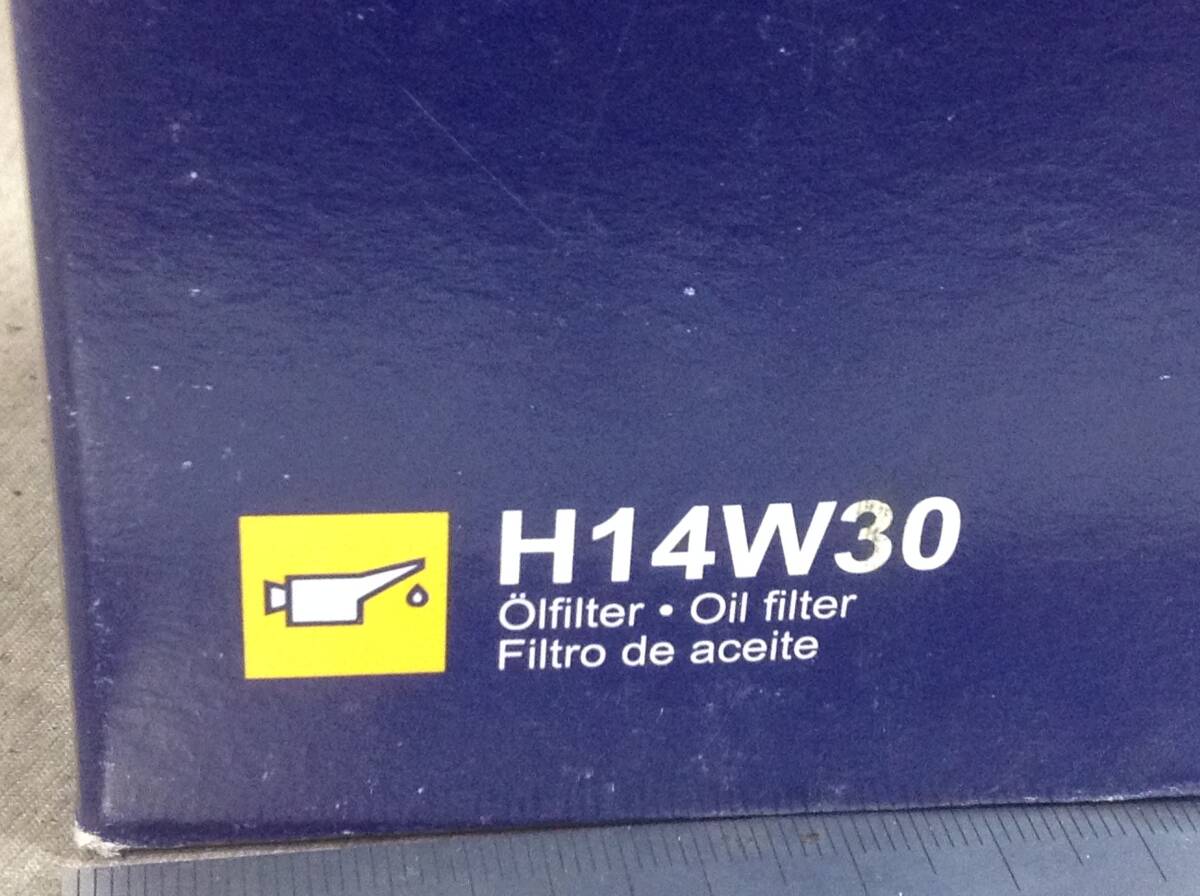 H14W30
Ölfilter • Oil filter
Filtro de aceite